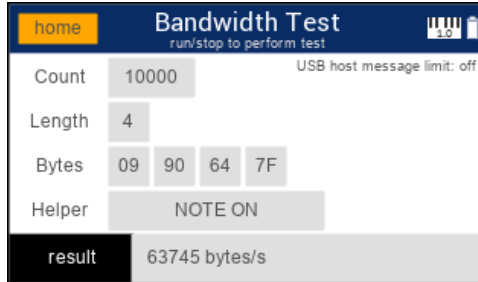 home
Bandwidth Test
run/stop to perform test
1.0
USB host message limit: off
Count 10000
Length 4
Bytes 09 90 64 7F
Helper NOTE ON
result 63745 bytes/s